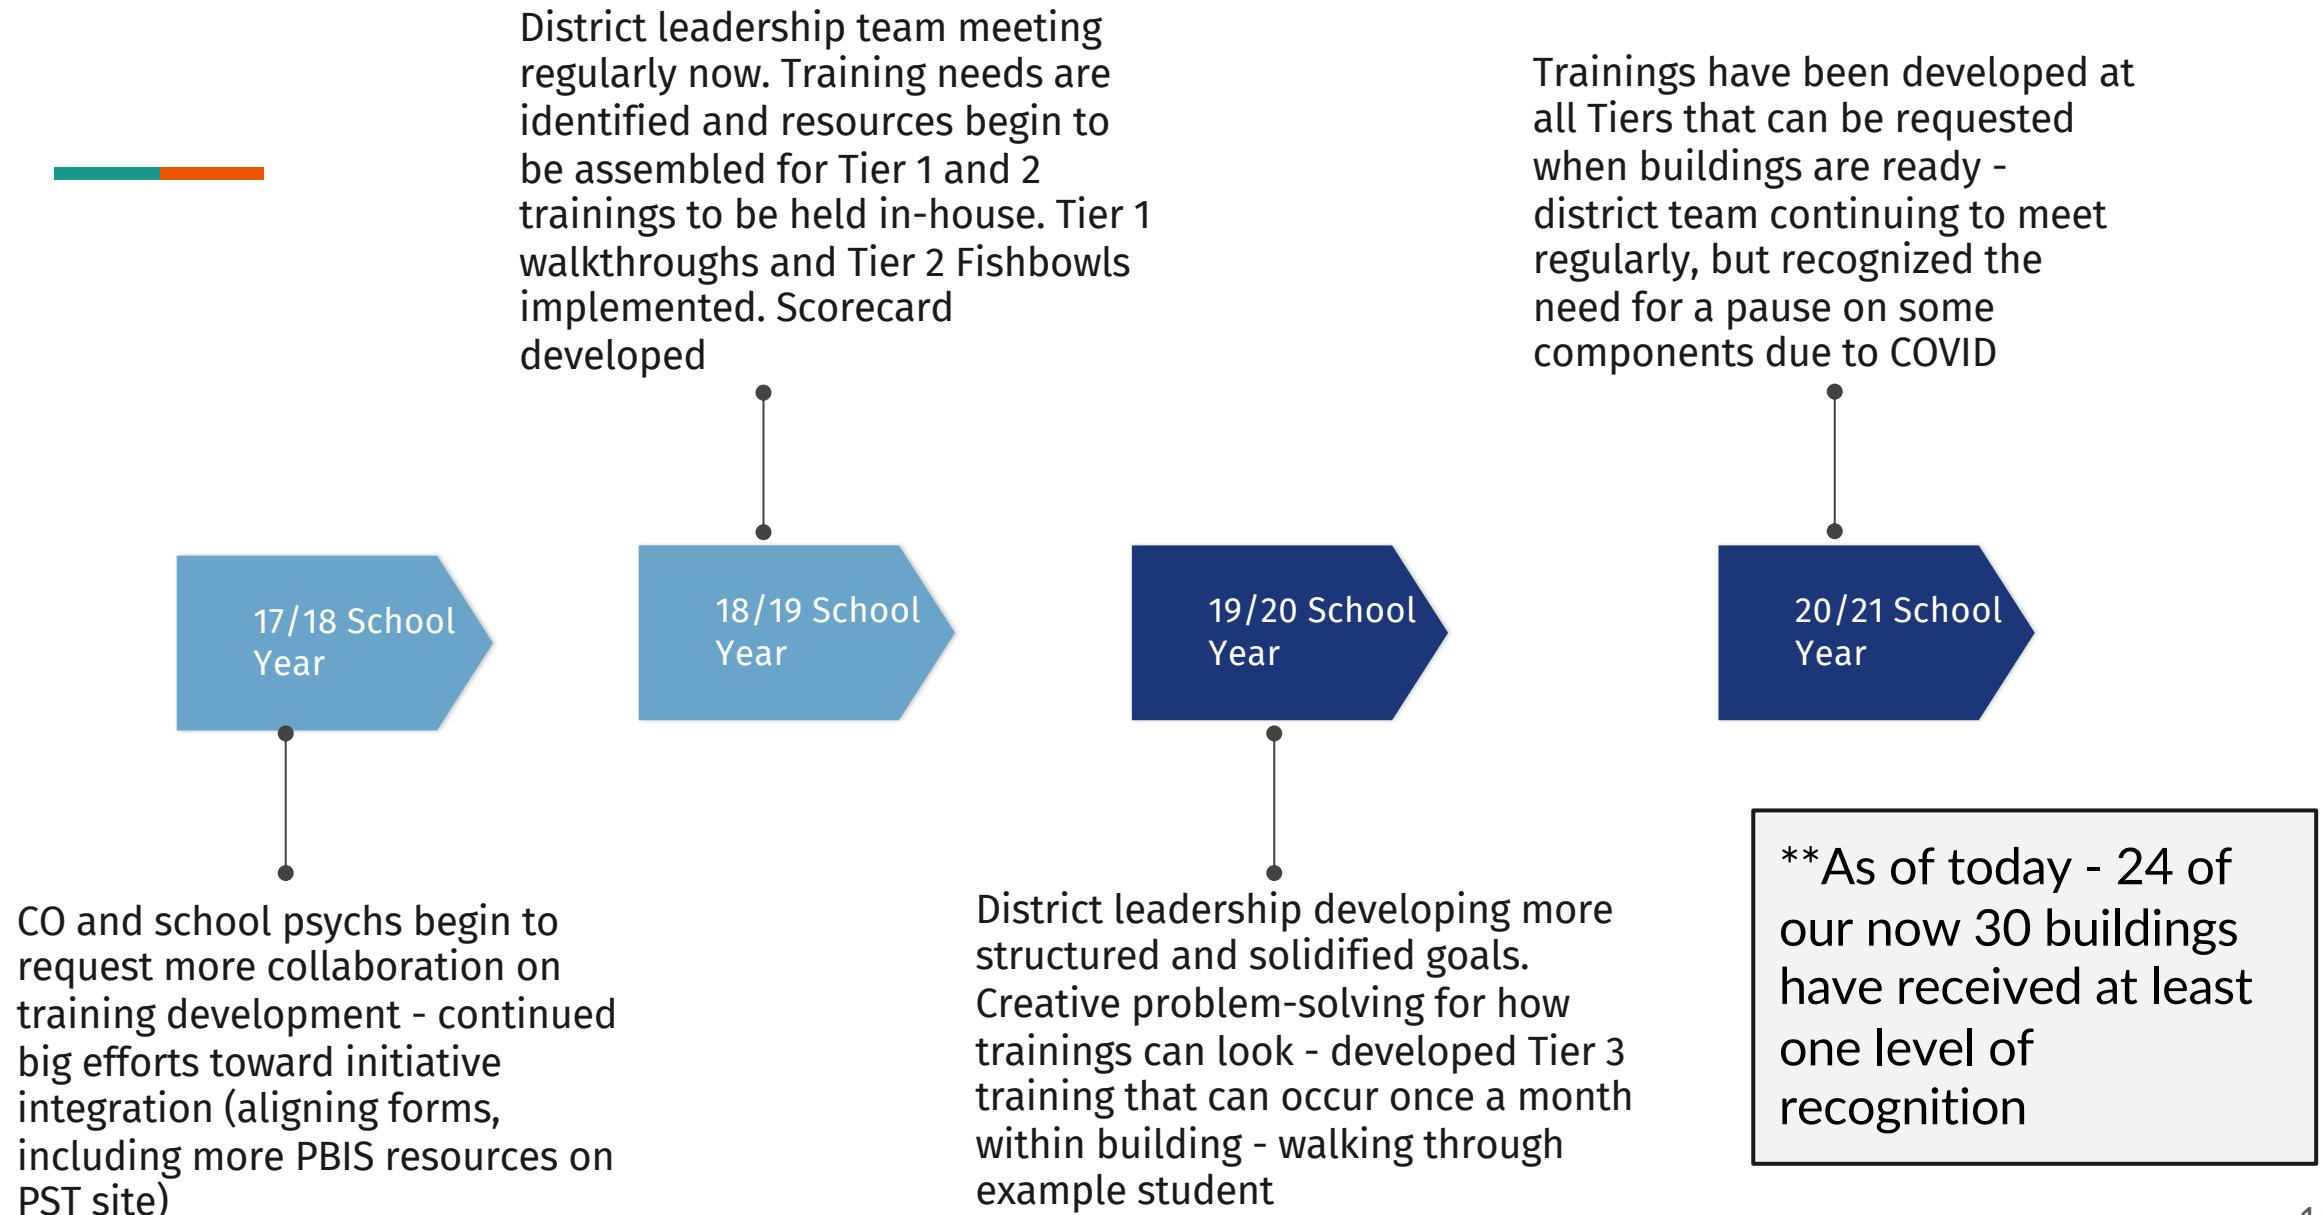 District leadership team meeting
regularly now. Training needs are
identified and resources begin to
be assembled for Tier 1 and 2
trainings to be held in-house. Tier 1
walkthroughs and Tier 2 Fishbowls
implemented. Scorecard
developed
Trainings have been developed at
all Tiers that can be requested
when buildings are ready -
district team continuing to meet
regularly, but recognized the
need for a pause on some
components due to COVID
17/18 School
Year
18/19 School
Year
19/20 School
Year
20/21 School
Year
CO and school psychs begin to
request more collaboration on
training development - continued
big efforts toward initiative
integration (aligning forms,
including more PBIS resources on
PST site)
District leadership developing more
structured and solidified goals.
Creative problem-solving for how
trainings can look - developed Tier 3
training that can occur once a month
within building - walking through
example student
**As of today - 24 of
our now 30 buildings
have received at least
one level of
recognition